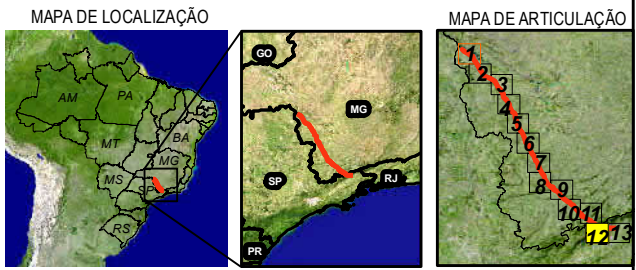 MAPA DE LOCALIZAÇÃO
AM
PA
MT
BA
MG
MS
SP
RS
GO
MG
SP
RJ
PR
MAPA DE ARTICULAÇÃO
1
2
3
4
5
6
7
8
9
10
11
12
13